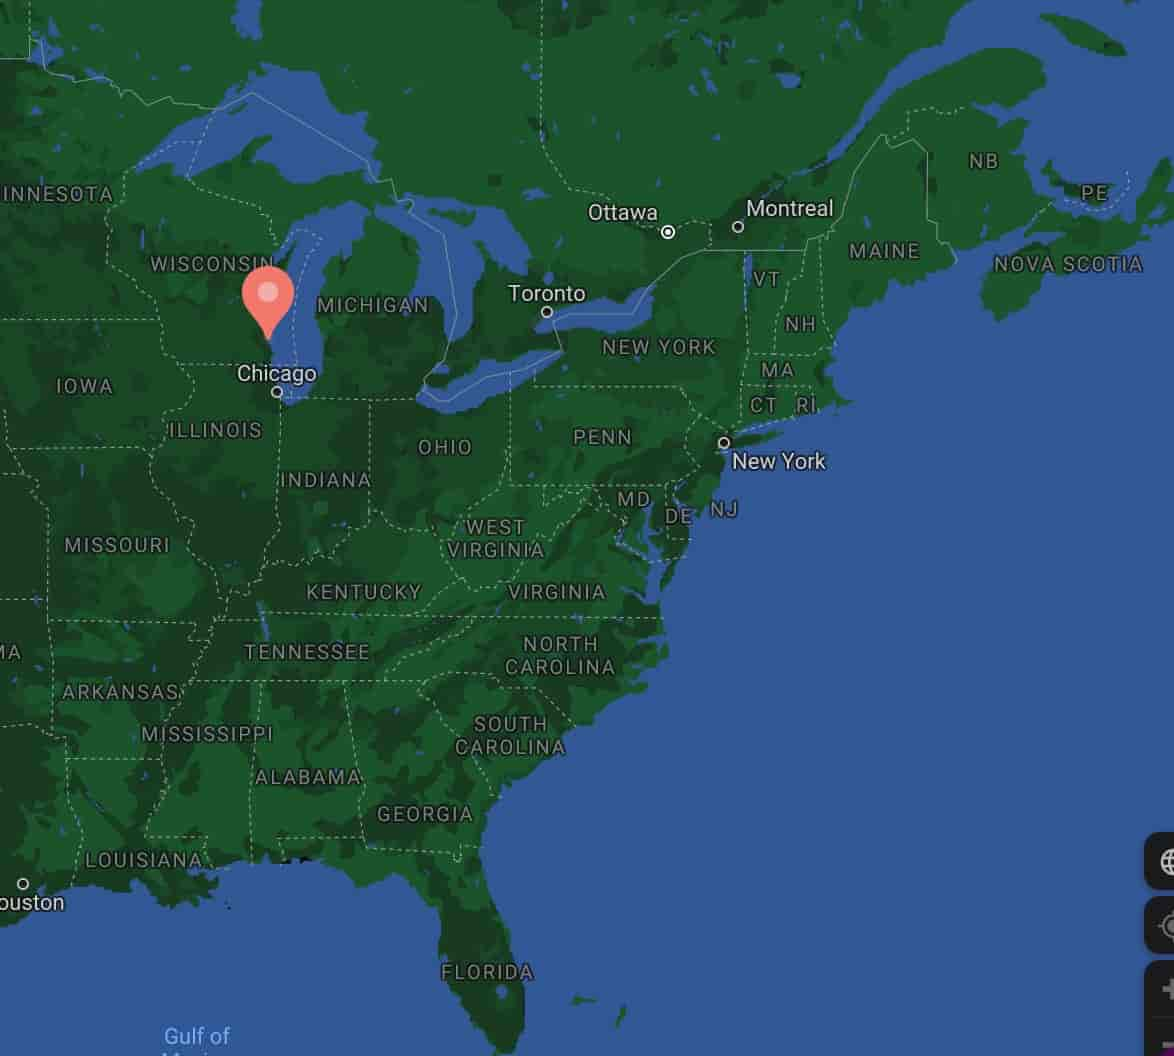 NB
INNESOTA
PE
Ottawa
Montreal
MAINE
WISCONSIN
NOVA SCOTIA
VT
Toronto
MICHIGAN
NH
NEW YORK
MA
Chicago
IOWA
CT
RI
ILLINOIS
PENN
OHIO
New York
INDIANA
MD
NJ
DE
WEST
VIRGINIA
MISSOURI
KENTUCKY
VIRGINIA
MA
TENNESSEE
NORTH
CAROLINA
ARKANSAS
SOUTH
CAROLINA
MISSISSIPPI
ALABAMA
GEORGIA
LOUISIANA
ouston
FLORIDA
Gulf of